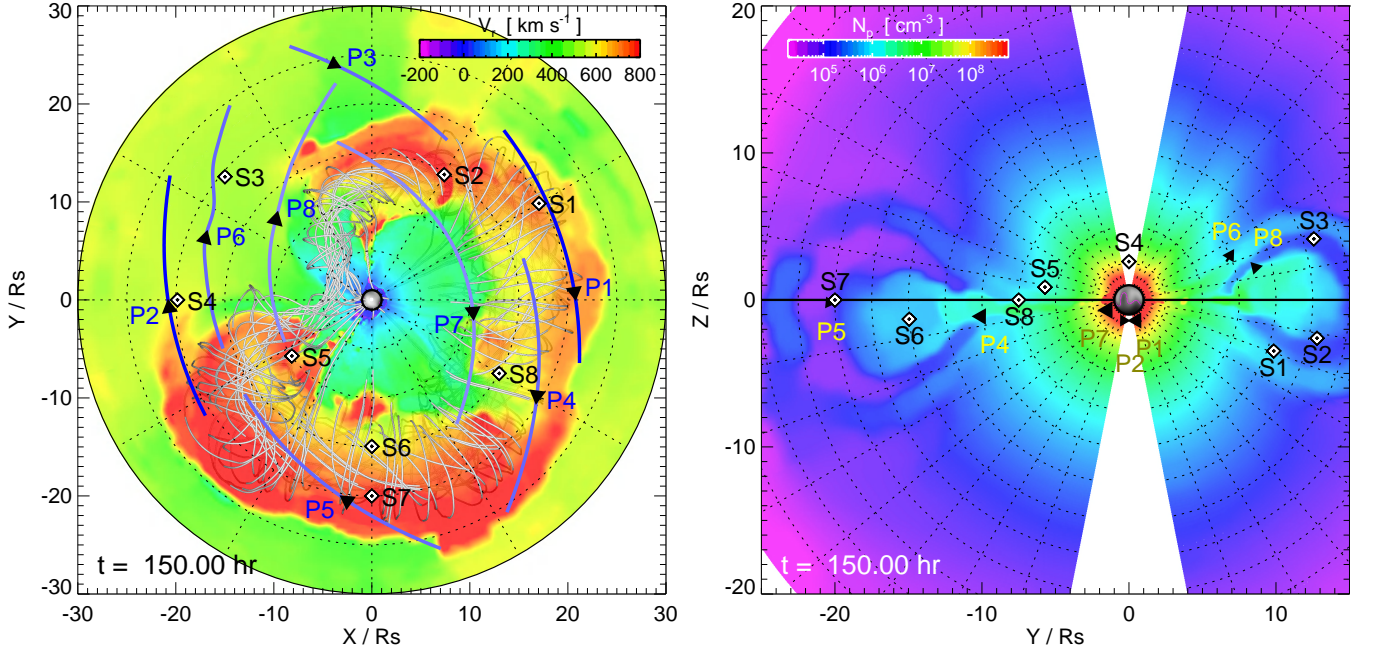 V_r [ km s^-1 ]
-200 0 200 400 600 800
P3
S2
S3
S1
P8
P6
S4
P2
P1
P7
S5
S8
P4
S6
S7
P5
t = 150.00 hr
30
20
10
0
-10
-20
-30
Y / Rs
-30 -20 -10 0 10 20 30
X / Rs
N_p [ cm^-3 ]
10^5 10^6 10^7 10^8
P6
P8
S3
S4
S5
S7
S8
P5
S6
P4
P7
P2
P1
S1
S2
t = 150.00 hr
20
10
0
-10
-20
Z / Rs
-20 -10 0 10
Y / Rs